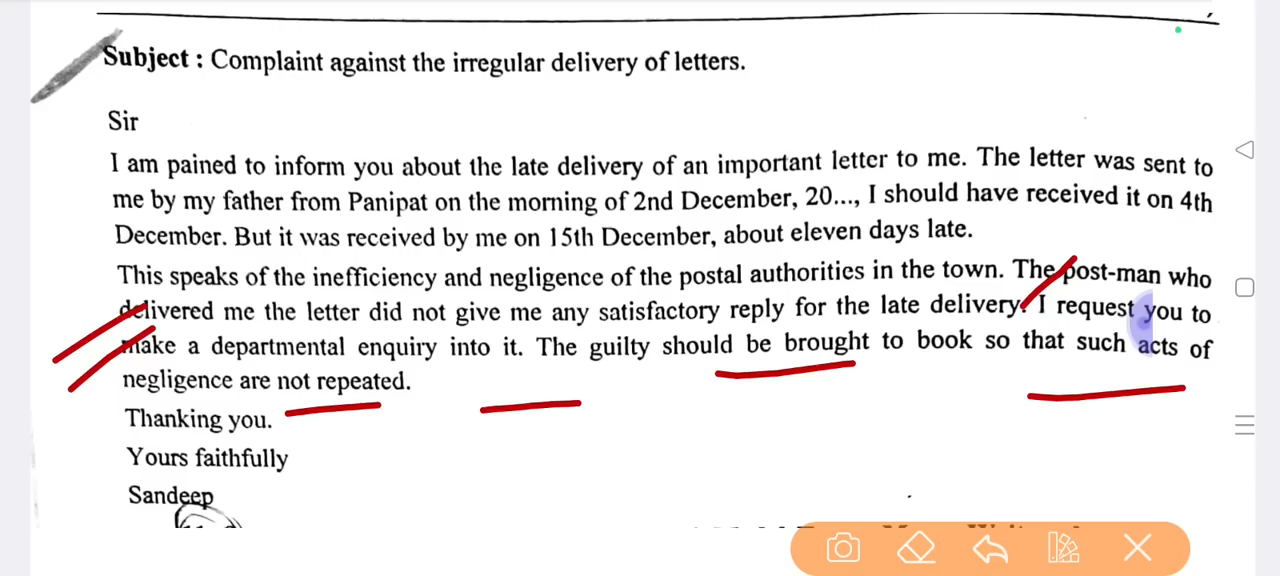 Subject : Complaint against the irregular delivery of letters.
Sir
I am pained to inform you about the late delivery of an important letter to me. The letter was sent to
me by my father from Panipat on the morning of 2nd December, 20..., I should have received it on 4th
December. But it was received by me on 15th December, about eleven days late.
This speaks of the inefficiency and negligence of the postal authorities in the town. The post-man who
delivered me the letter did not give me any satisfactory reply for the late delivery. I request you to
make a departmental enquiry into it. The guilty should be brought to book so that such acts of
negligence are not repeated.
Thanking you.
Yours faithfully
Sandeep